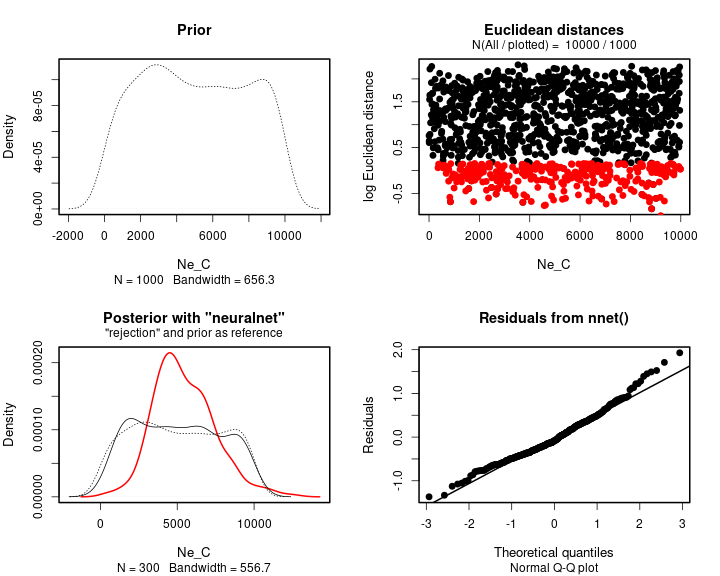 Prior
Density
0e+00
4e-05
8e-05
-2000
0
2000
6000
10000
Ne_C
N = 1000   Bandwidth = 656.3
Euclidean distances
N(All / plotted) =  10000 / 1000
log Euclidean distance
-0.5
0.5
1.5
0
2000
4000
6000
8000
10000
Ne_C
Posterior with "neuralnet"
"rejection" and prior as reference
Density
0.00000
0.00010
0.00020
0
5000
10000
Ne_C
N = 300   Bandwidth = 556.7
Residuals from nnet()
Residuals
-1.0
0.0
1.0
2.0
-3
-2
-1
0
1
2
3
Theoretical quantiles
Normal Q-Q plot